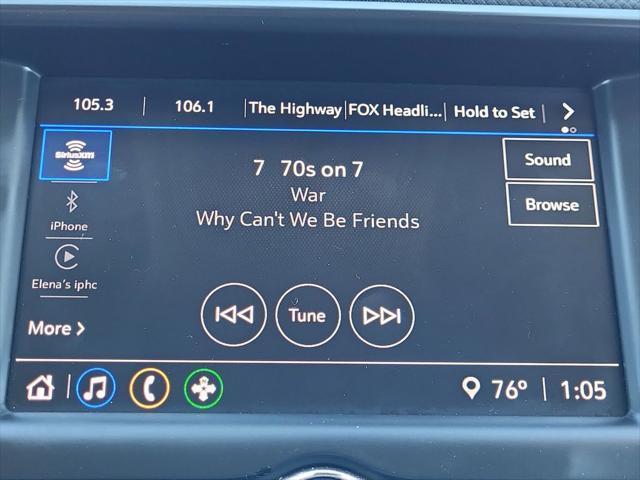 105.3 106.1 The Highway FOX Headli... Hold to Set
SiriusXM
7 70s on 7
War
Why Can't We Be Friends
Sound
Browse
iPhone
Elena's iphc
More
Tune
76° 1:05